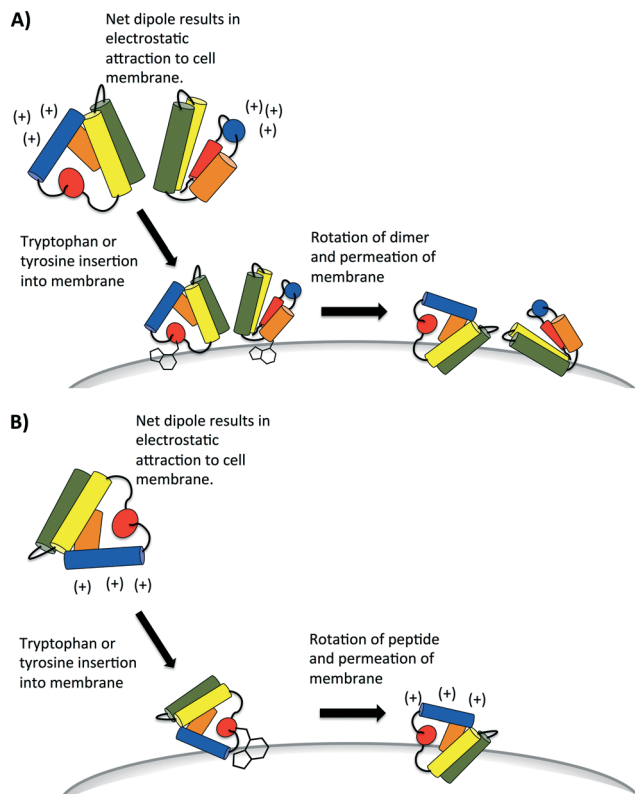 A)
Net dipole results in
electrostatic
attraction to cell
membrane.
(+) (+)
(+)
(+) (+)
(+)
Tryptophan or
tyrosine insertion
into membrane
Rotation of dimer
and permeation of
membrane
B)
Net dipole results in
electrostatic
attraction to cell
membrane.
(+) (+) (+)
Tryptophan or
tyrosine insertion
into membrane
Rotation of peptide
and permeation of
membrane
(+) (+) (+)